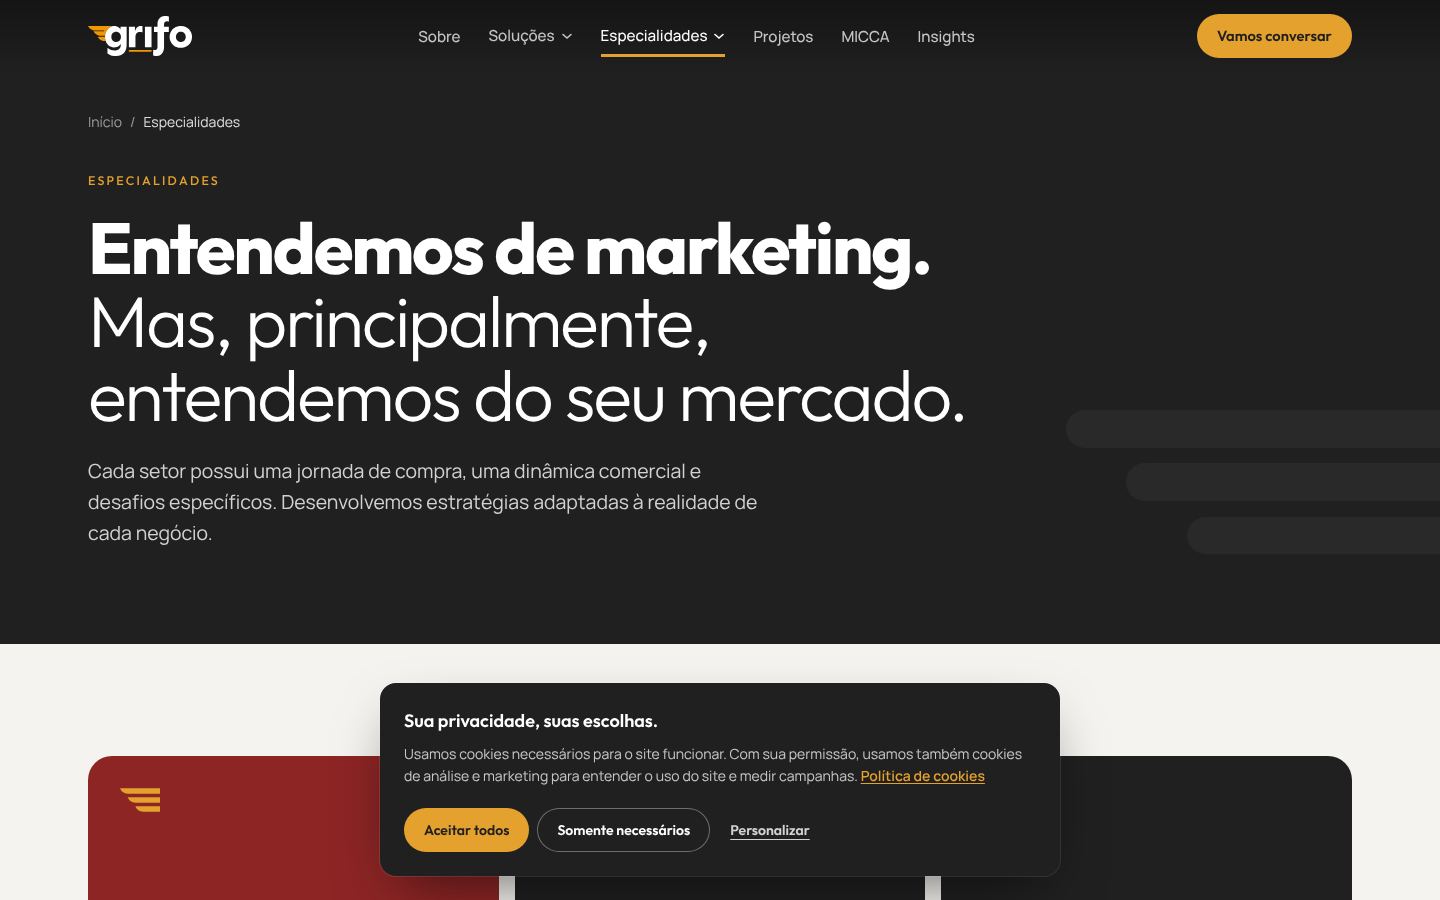 grifo
Sobre
Soluções
Especialidades
Projetos
MICCA
Insights
Vamos conversar
Início / Especialidades
ESPECIALIDADES
Entendemos de marketing.
Mas, principalmente,
entendemos do seu mercado.
Cada setor possui uma jornada de compra, uma dinâmica comercial e
desafios específicos. Desenvolvemos estratégias adaptadas à realidade de
cada negócio.
Sua privacidade, suas escolhas.
Usamos cookies necessários para o site funcionar. Com sua permissão, usamos também cookies
de análise e marketing para entender o uso do site e medir campanhas. Política de cookies
Aceitar todos
Somente necessários
Personalizar